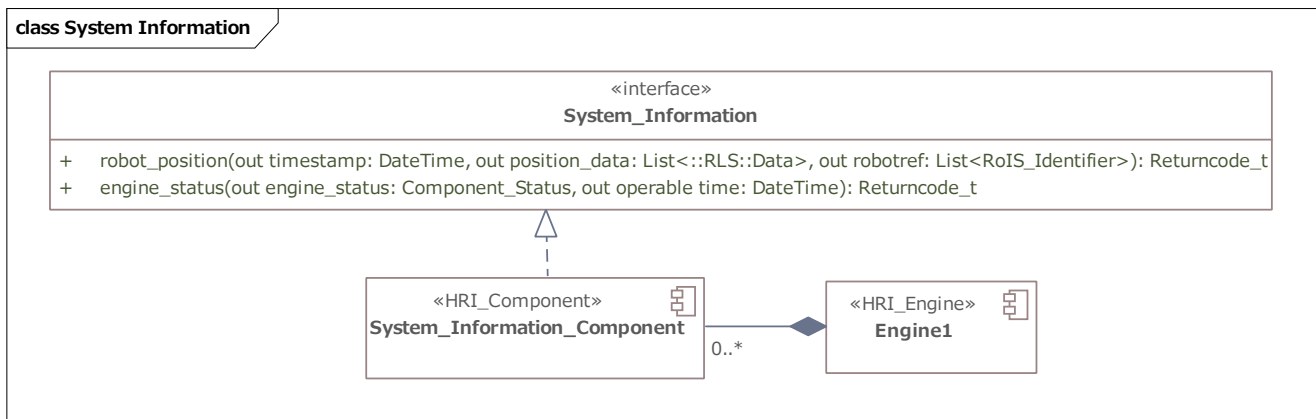 class System Information
«interface»
System_Information
+ robot_position(out timestamp: DateTime, out position_data: List<::RLS::Data>, out robotref: List<RoIS_Identifier>): Returncode_t
+ engine_status(out engine_status: Component_Status, out operable time: DateTime): Returncode_t
«HRI_Component»
System_Information_Component
«HRI_Engine»
Engine1
0..*